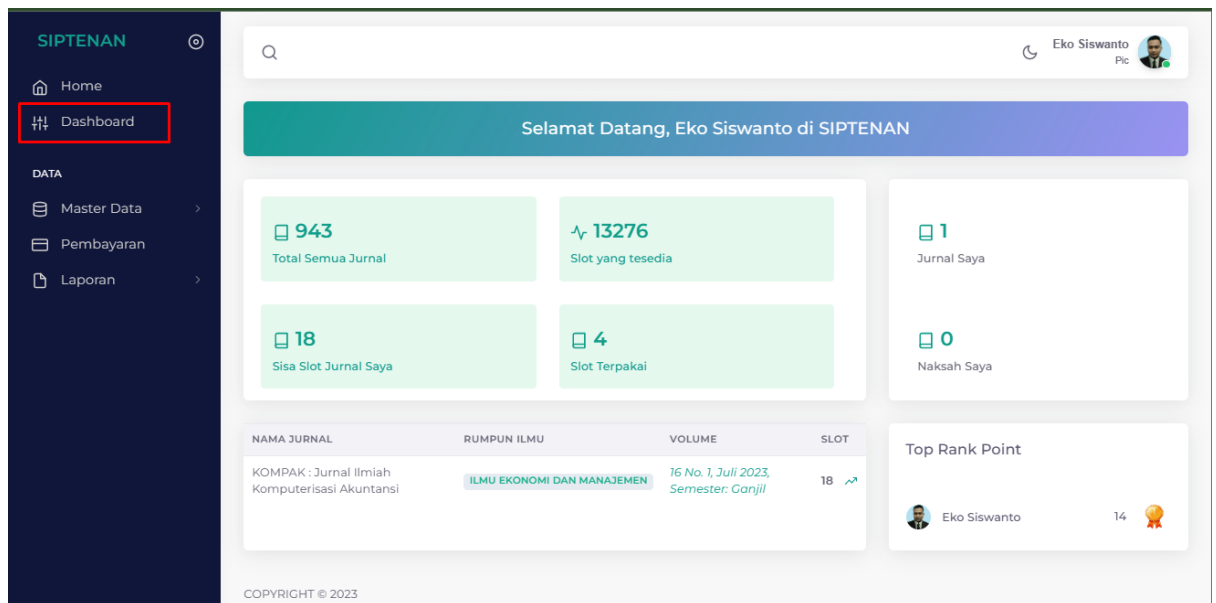 SIPTENAN
Home
Dashboard
DATA
Master Data
Pembayaran
Laporan
Eko Siswanto
Pic
Selamat Datang, Eko Siswanto di SIPTENAN
943
Total Semua Jurnal
13276
Slot yang tesedia
18
Sisa Slot Jurnal Saya
4
Slot Terpakai
1
Jurnal Saya
0
Naksah Saya
NAMA JURNAL RUMPUN ILMU VOLUME SLOT
KOMPAK : Jurnal Ilmiah
Komputerisasi Akuntansi
ILMU EKONOMI DAN MANAJEMEN
16 No. 1, Juli 2023,
Semester: Ganjil
18
Top Rank Point
Eko Siswanto 14
COPYRIGHT © 2023